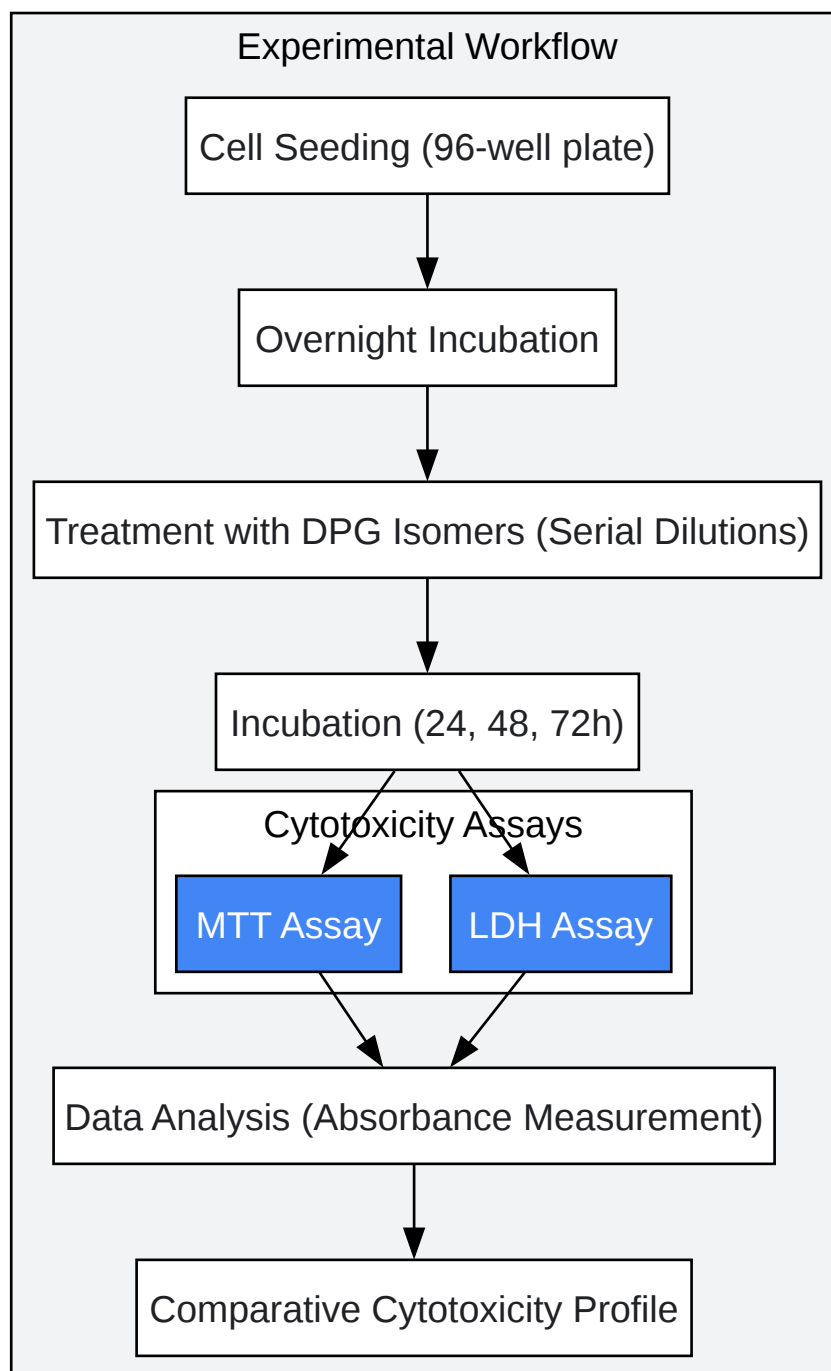 Experimental Workflow
Cell Seeding (96-well plate)
Overnight Incubation
Treatment with DPG Isomers (Serial Dilutions)
Incubation (24, 48, 72h)
Cytotoxicity Assays
MTT Assay
LDH Assay
Data Analysis (Absorbance Measurement)
Comparative Cytotoxicity Profile